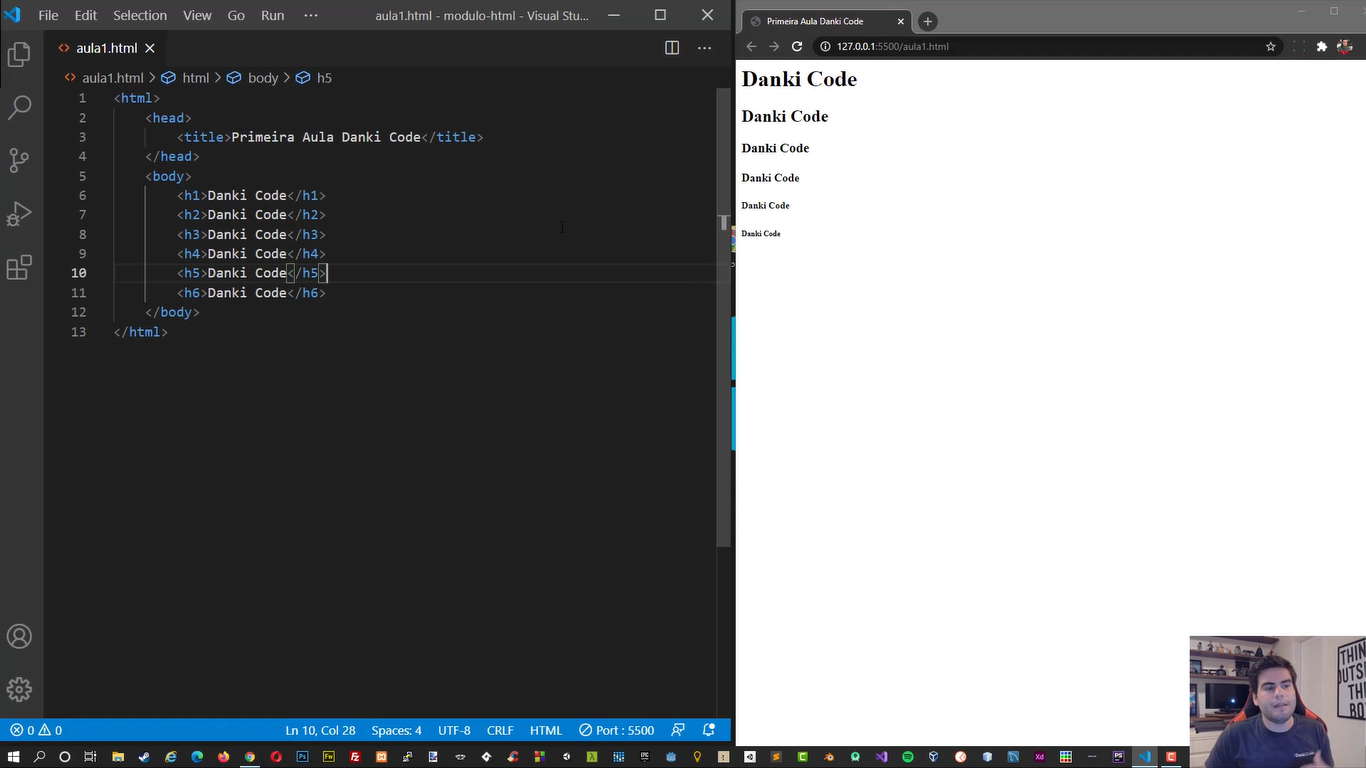 File Edit Selection View Go Run ··· aula1.html - modulo-html - Visual Stu...
aula1.html
aula1.html > html > body > h5
1 <html>
2 <head>
3 <title>Primeira Aula Danki Code</title>
4 </head>
5 <body>
6 <h1>Danki Code</h1>
7 <h2>Danki Code</h2>
8 <h3>Danki Code</h3>
9 <h4>Danki Code</h4>
10 <h5>Danki Code</h5>
11 <h6>Danki Code</h6>
12 </body>
13 </html>
0 0 Ln 10, Col 28 Spaces: 4 UTF-8 CRLF HTML Port : 5500
Primeira Aula Danki Code
127.0.0.1:5500/aula1.html
Danki Code
Danki Code
Danki Code
Danki Code
Danki Code
Danki Code
THIN
OUTS
THE
BO